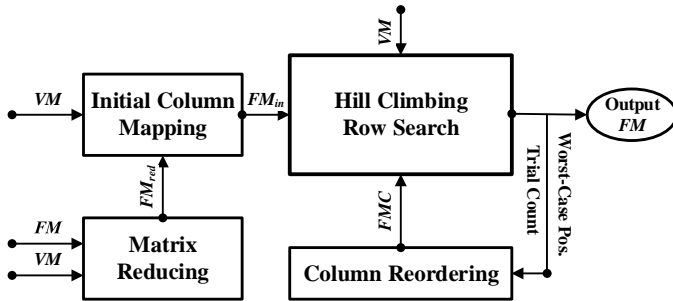 VM
VM
Initial Column
Mapping
FMin
Hill Climbing
Row Search
Output
FM
FMred
FMC
Worst-Case Pos.
Trial Count
FM
VM
Matrix
Reducing
Column Reordering